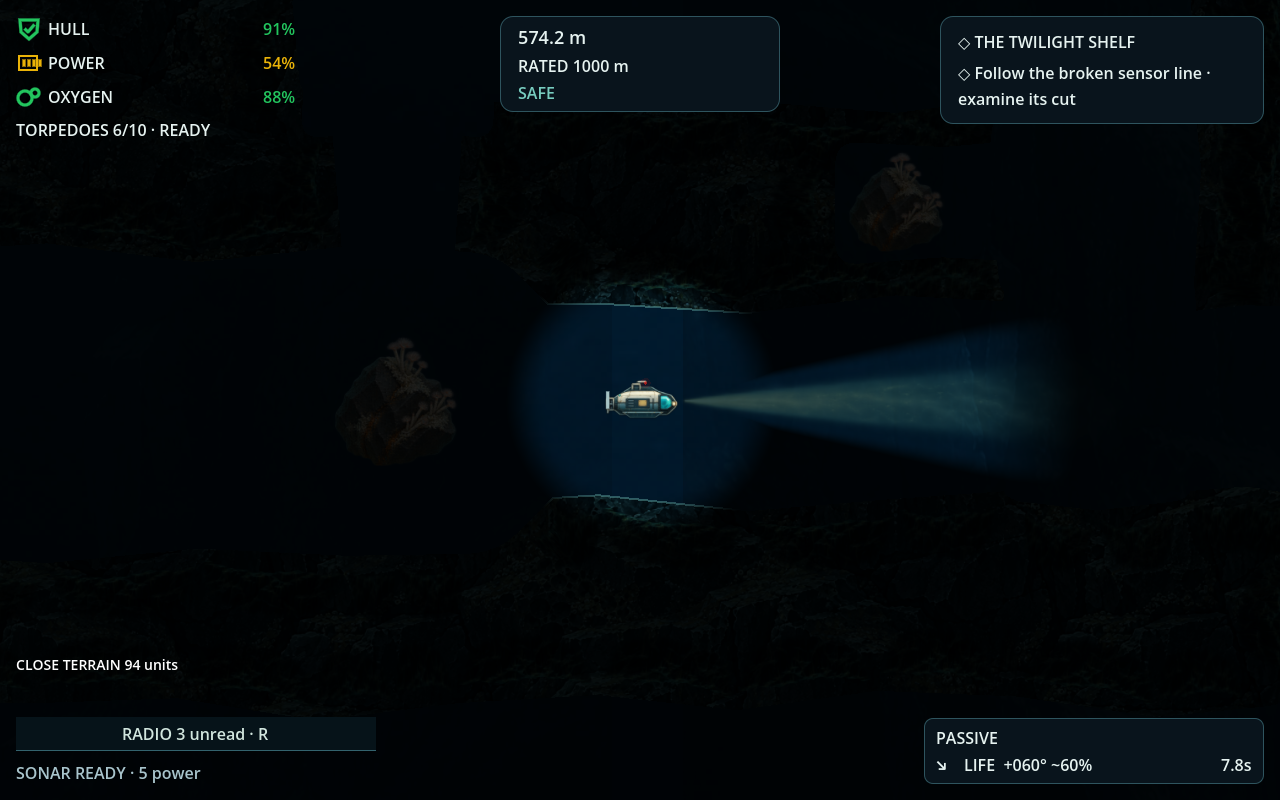 HULL 91%
POWER 54%
OXYGEN 88%
TORPEDOES 6/10 · READY
574.2 m
RATED 1000 m
SAFE
◇ THE TWILIGHT SHELF
◇ Follow the broken sensor line ·
examine its cut
CLOSE TERRAIN 94 units
RADIO 3 unread · R
SONAR READY · 5 power
PASSIVE
↘ LIFE +060° ~60% 7.8s